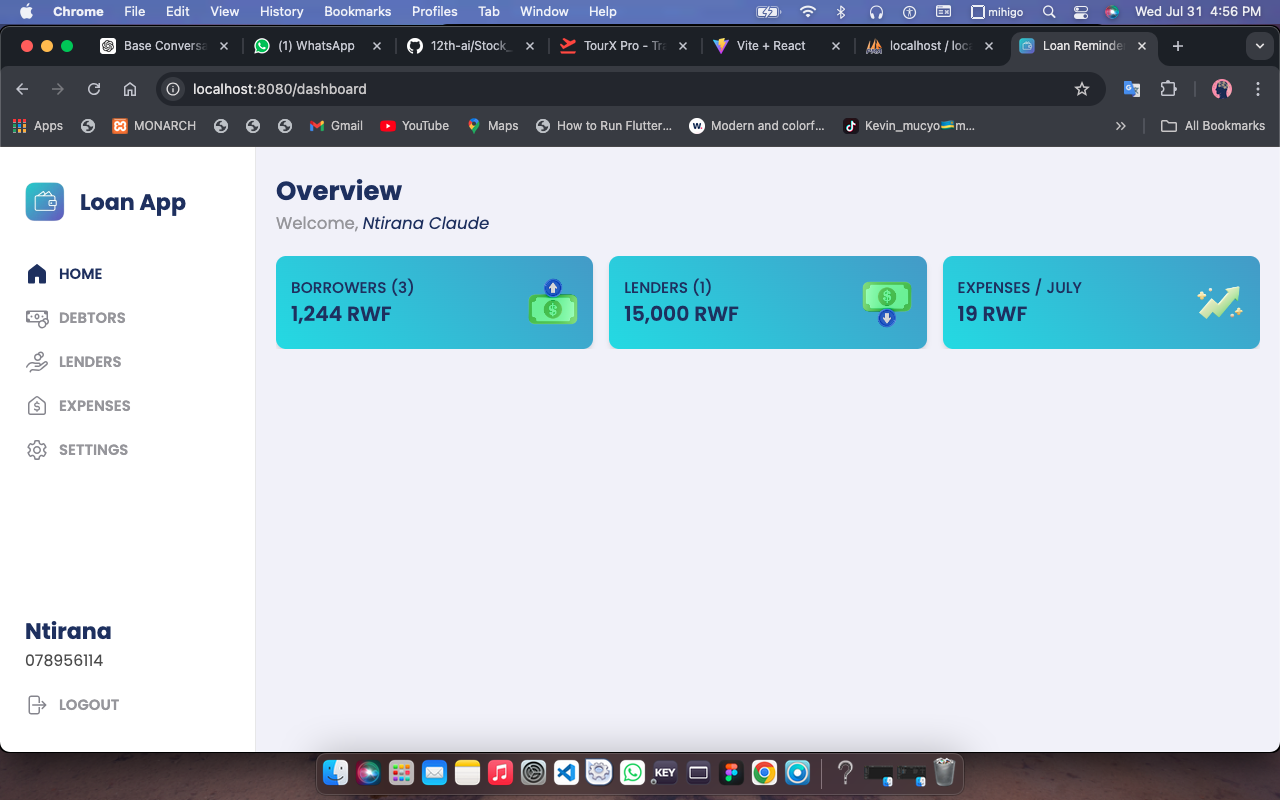 Chrome File Edit View History Bookmarks Profiles Tab Window Help mihigo Wed Jul 31 4:56 PM
Base Conversa (1) WhatsApp 12th-ai/Stock_ TourX Pro - Tra Vite + React localhost / loca Loan Reminde
localhost:8080/dashboard
Apps MONARCH Gmail YouTube Maps How to Run Flutter... Modern and colorf... Kevin_mucyo🇷🇼m... All Bookmarks
Loan App
HOME
DEBTORS
LENDERS
EXPENSES
SETTINGS
Ntirana
078956114
LOGOUT
Overview
Welcome, Ntirana Claude
BORROWERS (3)
1,244 RWF
LENDERS (1)
15,000 RWF
EXPENSES / JULY
19 RWF
KEY